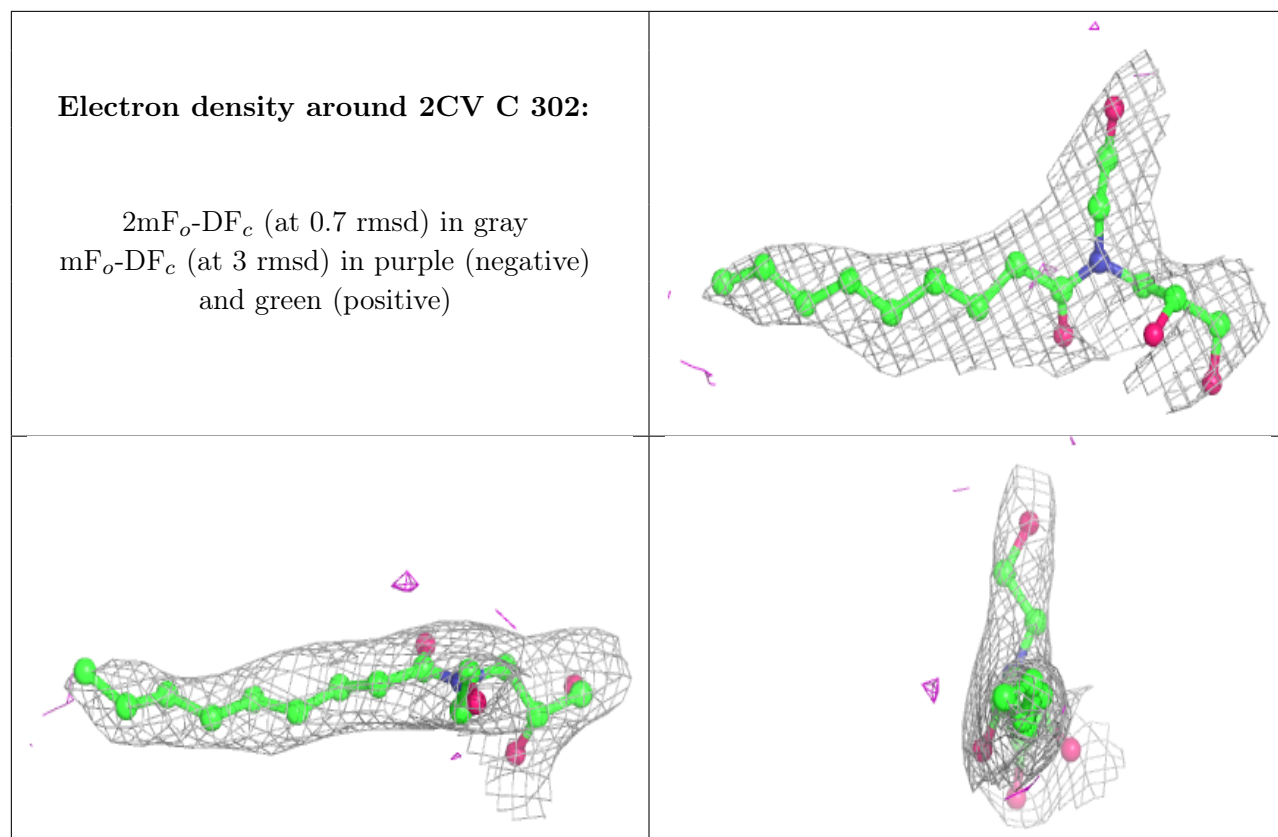 Electron density around 2CV C 302:
2mFo-DFc (at 0.7 rmsd) in gray
mFo-DFc (at 3 rmsd) in purple (negative)
and green (positive)